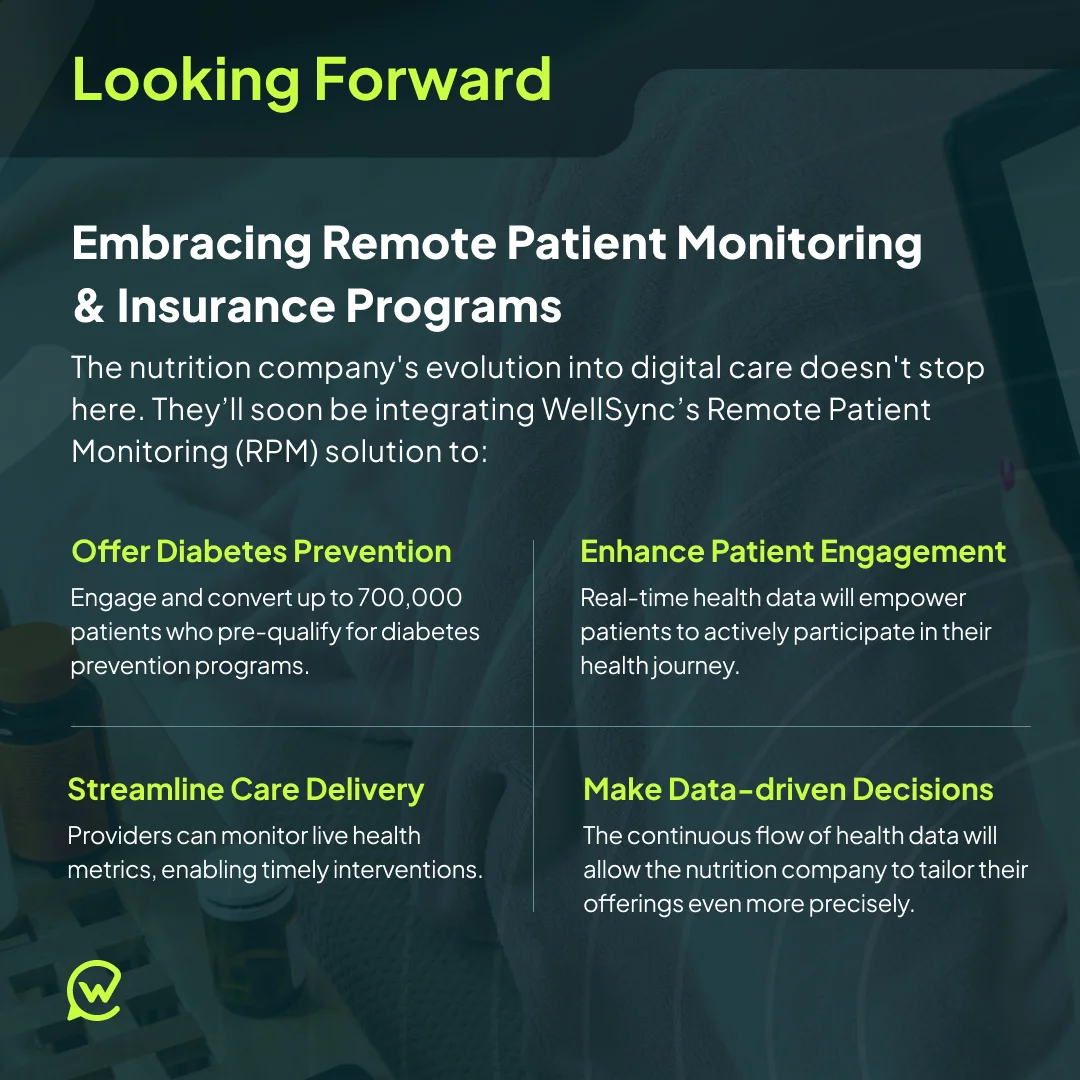 Looking Forward
Embracing Remote Patient Monitoring
& Insurance Programs
The nutrition company's evolution into digital care doesn't stop
here. They’ll soon be integrating WellSync’s Remote Patient
Monitoring (RPM) solution to:
Offer Diabetes Prevention
Engage and convert up to 700,000
patients who pre-qualify for diabetes
prevention programs.
Enhance Patient Engagement
Real-time health data will empower
patients to actively participate in their
health journey.
Streamline Care Delivery
Providers can monitor live health
metrics, enabling timely interventions.
Make Data-driven Decisions
The continuous flow of health data will
allow the nutrition company to tailor their
offerings even more precisely.